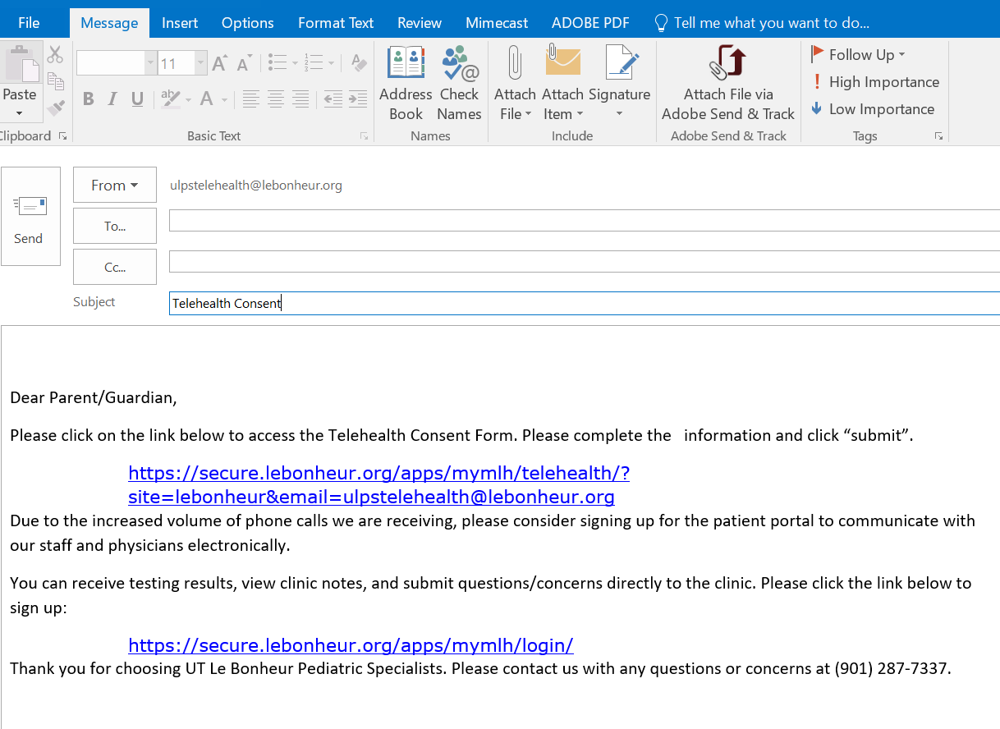 File Message Insert Options Format Text Review Mimecast ADOBE PDF Tell me what you want to do...
Paste
Clipboard
11
B I U ab A
Basic Text
Address Book
Check Names
Names
Attach File
Attach Item
Signature
Include
Attach File via
Adobe Send & Track
Adobe Send & Track
Follow Up
High Importance
Low Importance
Tags
Send
From ulpstelehealth@lebonheur.org
To...
Cc...
Subject Telehealth Consent
Dear Parent/Guardian,
Please click on the link below to access the Telehealth Consent Form. Please complete the   information and click “submit”.
https://secure.lebonheur.org/apps/mymlh/telehealth/?
site=lebonheur&email=ulpstelehealth@lebonheur.org
Due to the increased volume of phone calls we are receiving, please consider signing up for the patient portal to communicate with
our staff and physicians electronically.
You can receive testing results, view clinic notes, and submit questions/concerns directly to the clinic. Please click the link below to
sign up:
https://secure.lebonheur.org/apps/mymlh/login/
Thank you for choosing UT Le Bonheur Pediatric Specialists. Please contact us with any questions or concerns at (901) 287-7337.